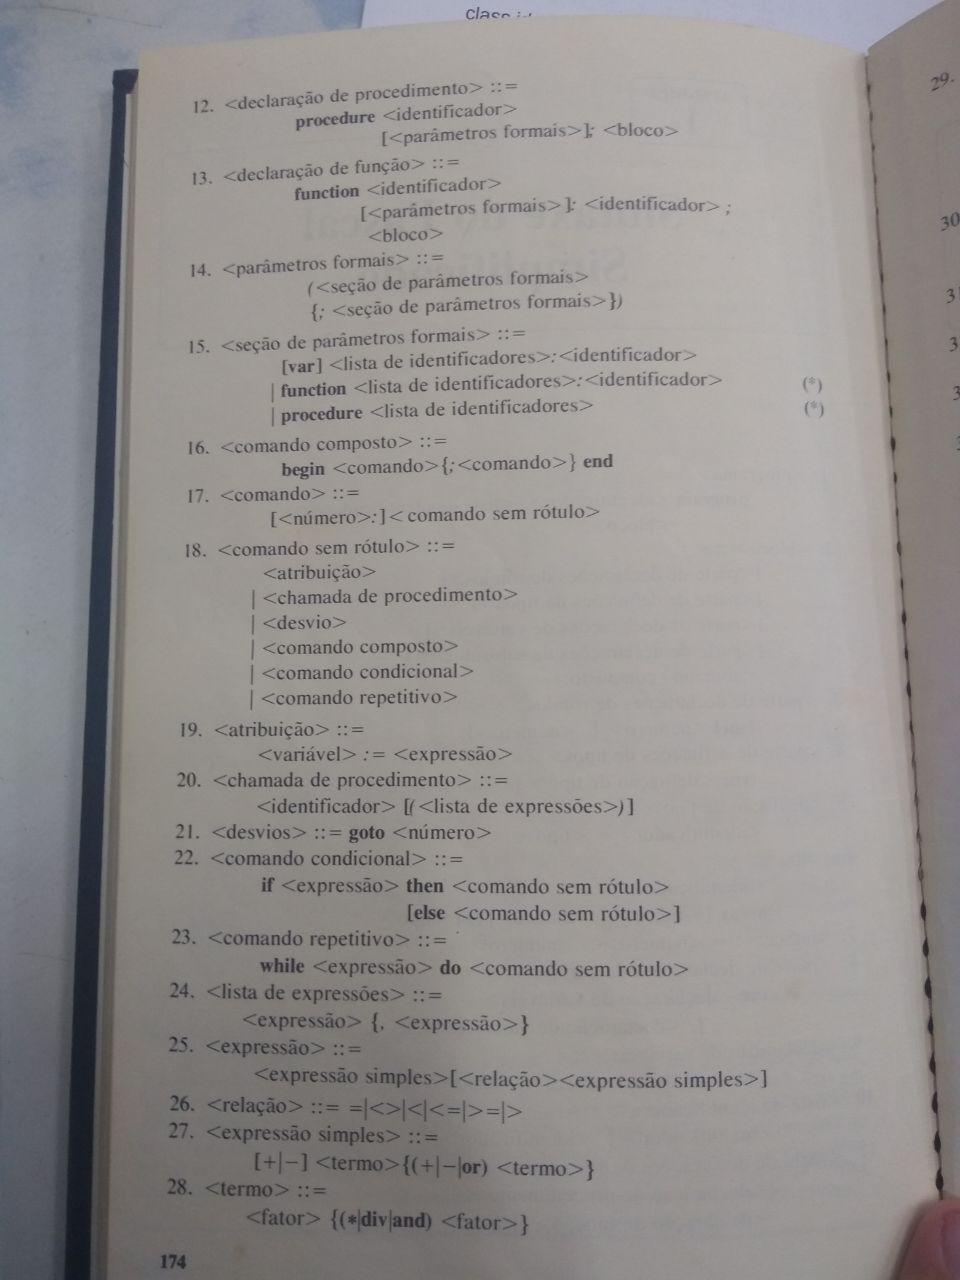 12. <declaração de procedimento> ::=
procedure <identificador>
[<parâmetros formais>]; <bloco>
13. <declaração de função> ::=
function <identificador>
[<parâmetros formais>]: <identificador> ;
<bloco>
14. <parâmetros formais> ::=
(<seção de parâmetros formais>
{; <seção de parâmetros formais>})
15. <seção de parâmetros formais> ::=
[var] <lista de identificadores>:<identificador>
| function <lista de identificadores>:<identificador> (*)
| procedure <lista de identificadores> (*)
16. <comando composto> ::=
begin <comando>{;<comando>} end
17. <comando> ::=
[<número>:]< comando sem rótulo>
18. <comando sem rótulo> ::=
<atribuição>
| <chamada de procedimento>
| <desvio>
| <comando composto>
| <comando condicional>
| <comando repetitivo>
19. <atribuição> ::=
<variável> := <expressão>
20. <chamada de procedimento> ::=
<identificador> [(<lista de expressões>)]
21. <desvios> ::= goto <número>
22. <comando condicional> ::=
if <expressão> then <comando sem rótulo>
[else <comando sem rótulo>]
23. <comando repetitivo> ::=
while <expressão> do <comando sem rótulo>
24. <lista de expressões> ::=
<expressão> {, <expressão>}
25. <expressão> ::=
<expressão simples>[<relação><expressão simples>]
26. <relação> ::= =|<>|<|<=|>=|>
27. <expressão simples> ::=
[+|−] <termo>{(+|−|or) <termo>}
28. <termo> ::=
<fator> {(*|div|and) <fator>}
174
29.
30